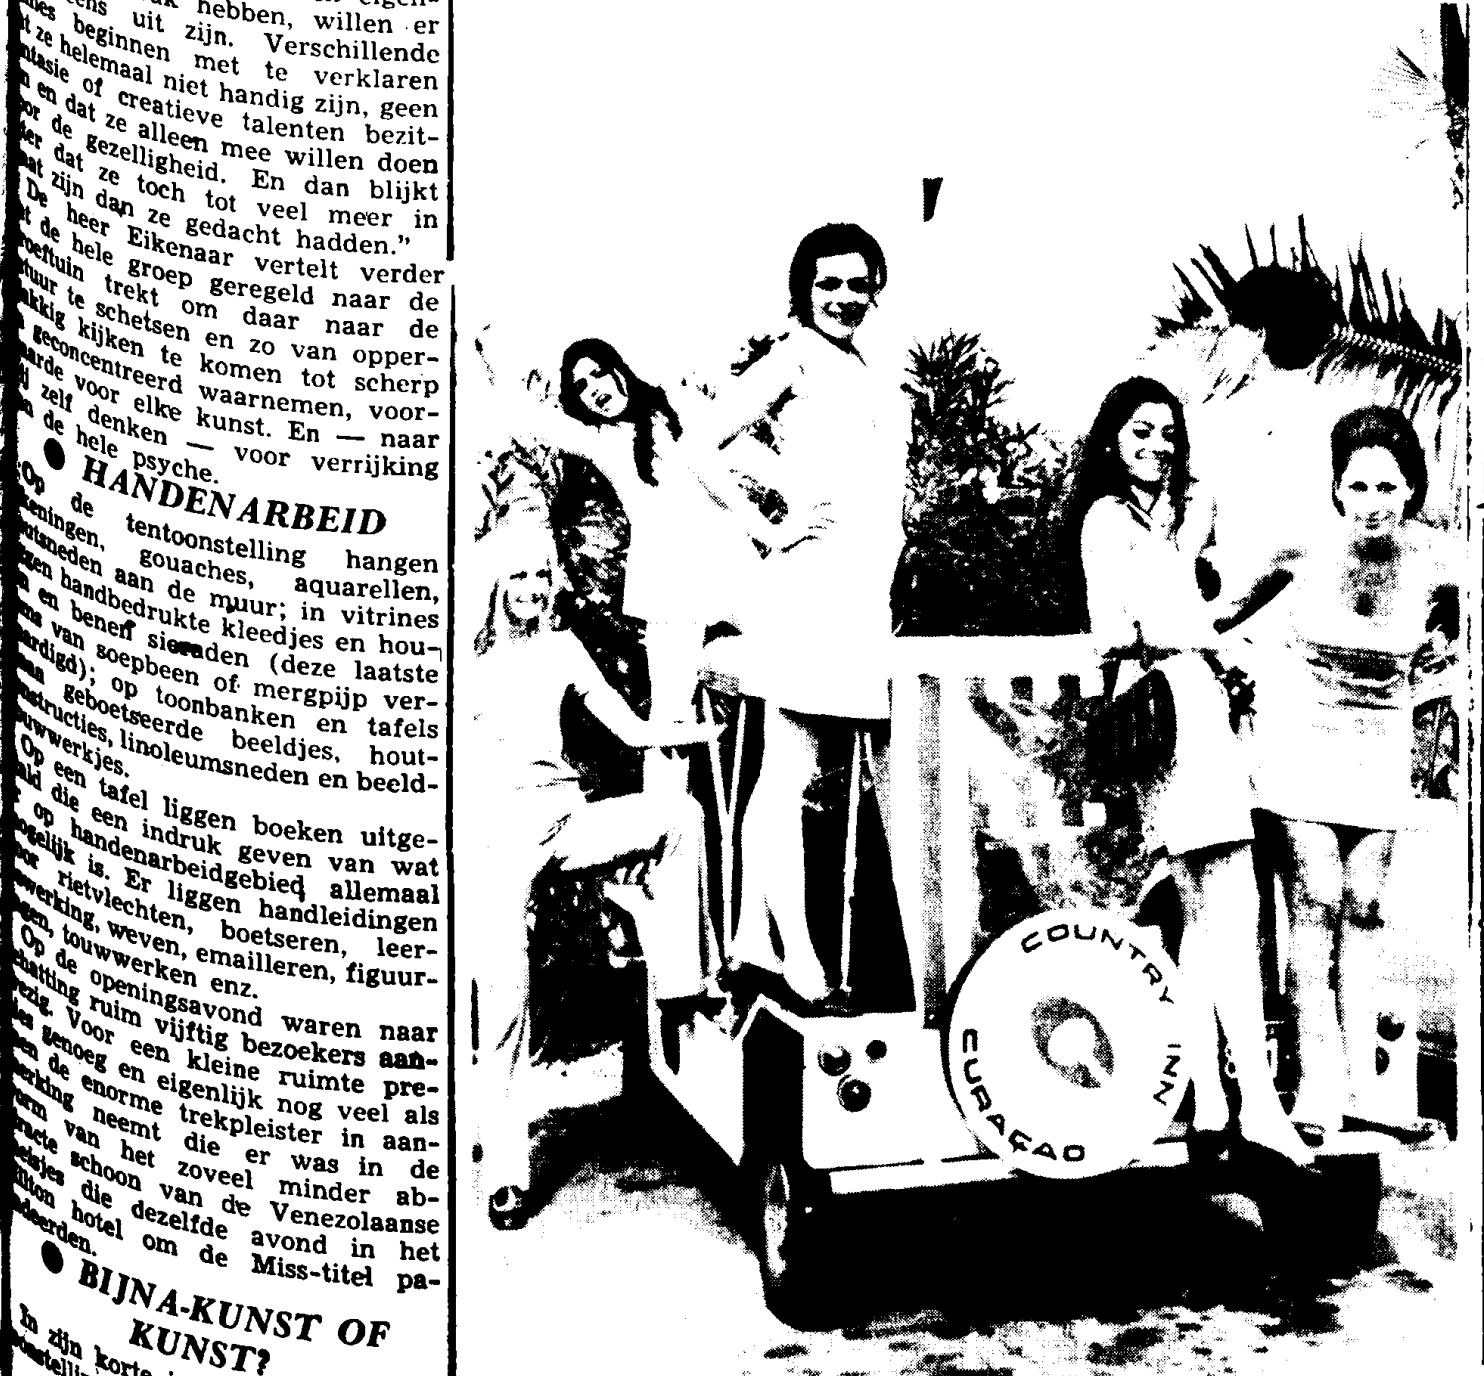 hebben, willen er
uit zijn. Verschillende
beginnen met te verklaren
ze helemaal niet handig zijn, geen
of creatieve talenten bezit-
en dat ze alleen mee willen doen
de gezelligheid. En dan blijkt
dat ze toch tot veel meer in
zijn dan ze gedacht hadden.”
De heer Eikenaar vertelt verder
de hele groep geregeld naar de
trekt om daar naar de
te schetsen en zo van opper-
kijken te komen tot scherp
geconcentreerd waarnemen, voor-
voor elke kunst. En — naar
zelf denken — voor verrijking
de hele psyche.
● HANDENARBEID
Op de tentoonstelling hangen
gouaches, aquarellen,
aan de muur; in vitrines
handbedrukte kleedjes en hou-
en benen sieraden (deze laatste
van soepbeen of mergpijp ver-
op toonbanken en tafels
geboetseerde beeldjes, hout-
linoleumsneden en beeld-
Op een tafel liggen boeken uitge-
die een indruk geven van wat
op handenarbeidgebied allemaal
is. Er liggen handleidingen
rietvlechten, boetseren, leer-
weven, emailleren, figuur-
touwwerken enz.
Op de openingsavond waren naar
ruim vijftig bezoekers aan-
Voor een kleine ruimte pre-
genoeg en eigenlijk nog veel als
de enorme trekpleister in aan-
neemt die er was in de
van het zoveel minder ab-
schoon van de Venezolaanse
die dezelfde avond in het
hotel om de Miss-titel pa-
● BIJNA-KUNST OF
KUNST?
In zijn korte
COUNTRY INN
CURAÇAO